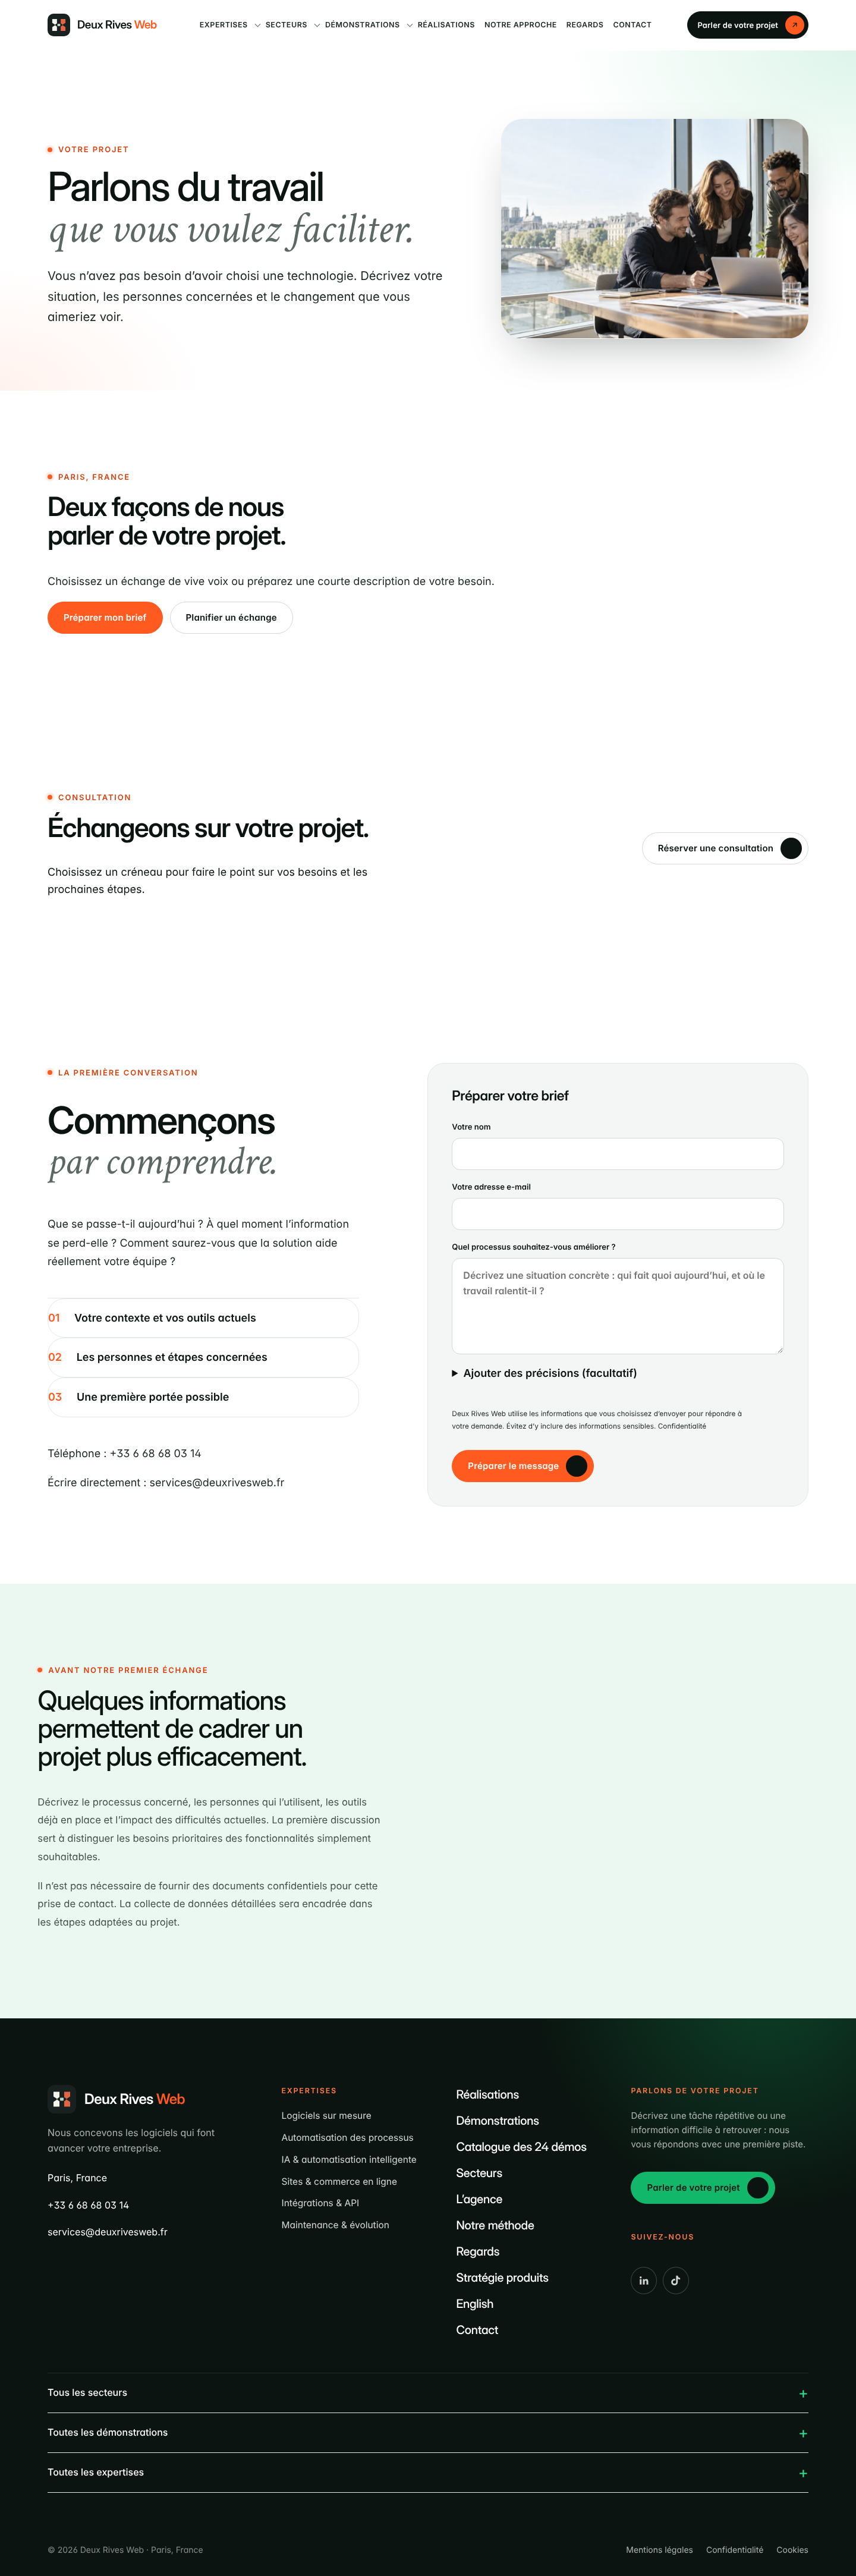 Deux Rives Web
EXPERTISES
SECTEURS
DÉMONSTRATIONS
RÉALISATIONS
NOTRE APPROCHE
REGARDS
CONTACT
Parler de votre projet
VOTRE PROJET
Parlons du travail
que vous voulez faciliter.
Vous n’avez pas besoin d’avoir choisi une technologie. Décrivez votre
situation, les personnes concernées et le changement que vous
aimeriez voir.
PARIS, FRANCE
Deux façons de nous
parler de votre projet.
Choisissez un échange de vive voix ou préparez une courte description de votre besoin.
Préparer mon brief
Planifier un échange
CONSULTATION
Échangeons sur votre projet.
Choisissez un créneau pour faire le point sur vos besoins et les
prochaines étapes.
Réserver une consultation
LA PREMIÈRE CONVERSATION
Commençons
par comprendre.
Que se passe-t-il aujourd’hui ? À quel moment l’information
se perd-elle ? Comment saurez-vous que la solution aide
réellement votre équipe ?
01 Votre contexte et vos outils actuels
02 Les personnes et étapes concernées
03 Une première portée possible
Téléphone : +33 6 68 68 03 14
Écrire directement : services@deuxrivesweb.fr
Préparer votre brief
Votre nom
Votre adresse e-mail
Quel processus souhaitez-vous améliorer ?
Décrivez une situation concrète : qui fait quoi aujourd’hui, et où le
travail ralentit-il ?
Ajouter des précisions (facultatif)
Deux Rives Web utilise les informations que vous choisissez d’envoyer pour répondre à
votre demande. Évitez d’y inclure des informations sensibles. Confidentialité
Préparer le message
AVANT NOTRE PREMIER ÉCHANGE
Quelques informations
permettent de cadrer un
projet plus efficacement.
Décrivez le processus concerné, les personnes qui l’utilisent, les outils
déjà en place et l’impact des difficultés actuelles. La première discussion
sert à distinguer les besoins prioritaires des fonctionnalités simplement
souhaitables.
Il n’est pas nécessaire de fournir des documents confidentiels pour cette
prise de contact. La collecte de données détaillées sera encadrée dans
les étapes adaptées au projet.
Deux Rives Web
Nous concevons les logiciels qui font
avancer votre entreprise.
Paris, France
+33 6 68 68 03 14
services@deuxrivesweb.fr
EXPERTISES
Logiciels sur mesure
Automatisation des processus
IA & automatisation intelligente
Sites & commerce en ligne
Intégrations & API
Maintenance & évolution
Réalisations
Démonstrations
Catalogue des 24 démos
Secteurs
L’agence
Notre méthode
Regards
Stratégie produits
English
Contact
PARLONS DE VOTRE PROJET
Décrivez une tâche répétitive ou une
information difficile à retrouver : nous
vous répondons avec une première piste.
Parler de votre projet
SUIVEZ-NOUS
Tous les secteurs
Toutes les démonstrations
Toutes les expertises
© 2026 Deux Rives Web · Paris, France
Mentions légales
Confidentialité
Cookies